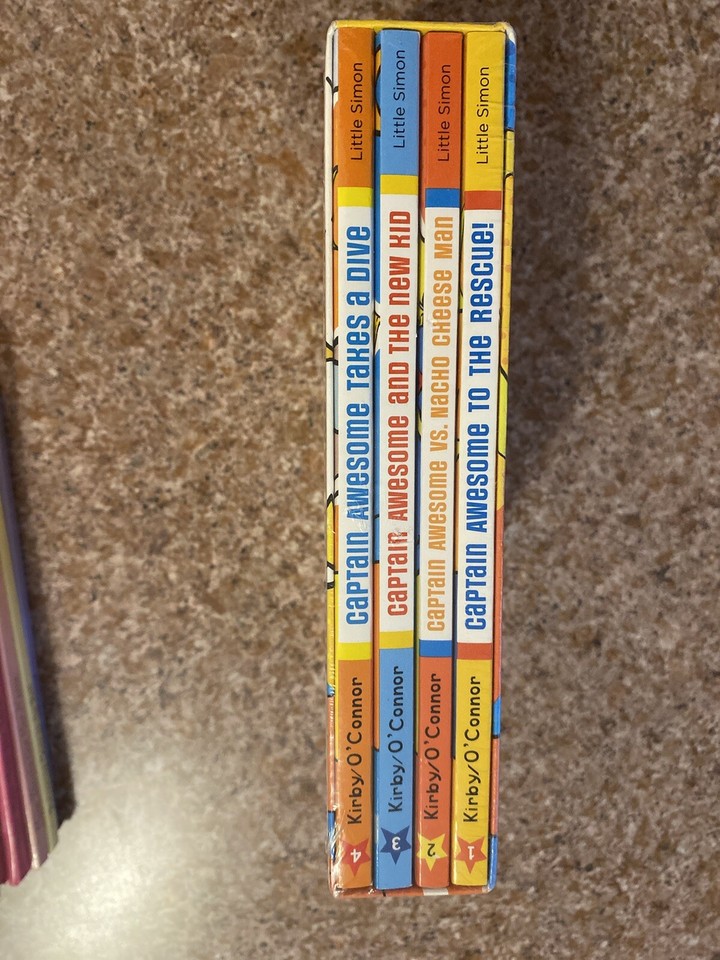 4 Kirby/O'Connor CAPTAIN AWESOME TAKES A DIVE Little Simon
3 Kirby/O'Connor CAPTAIN AWESOME AND THE NEW KID Little Simon
2 Kirby/O'Connor CAPTAIN AWESOME VS. NACHO CHEESE MAN Little Simon
1 Kirby/O'Connor CAPTAIN AWESOME TO THE RESCUE! Little Simon